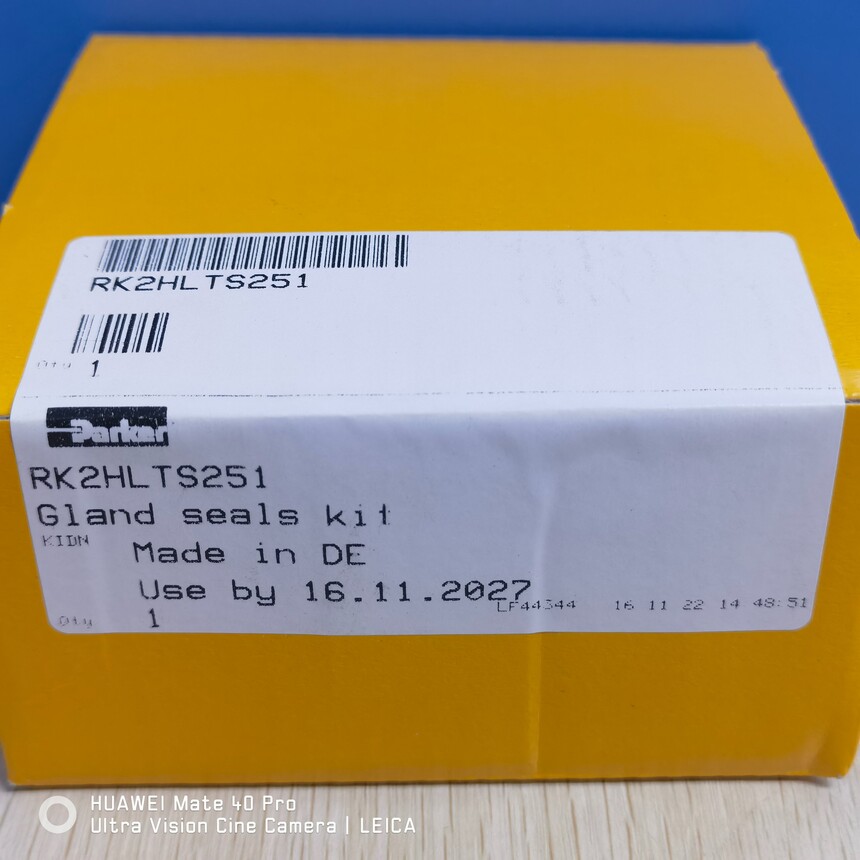 RK2HLTS251
Qty 1
Parker
RK2HLTS251
Gland seals kit
KIDN
Made in DE
Use by 16.11.2027
LF44344 16 11 22 14 48:51
Qty 1
HUAWEI Mate 40 Pro
Ultra Vision Cine Camera | LEICA